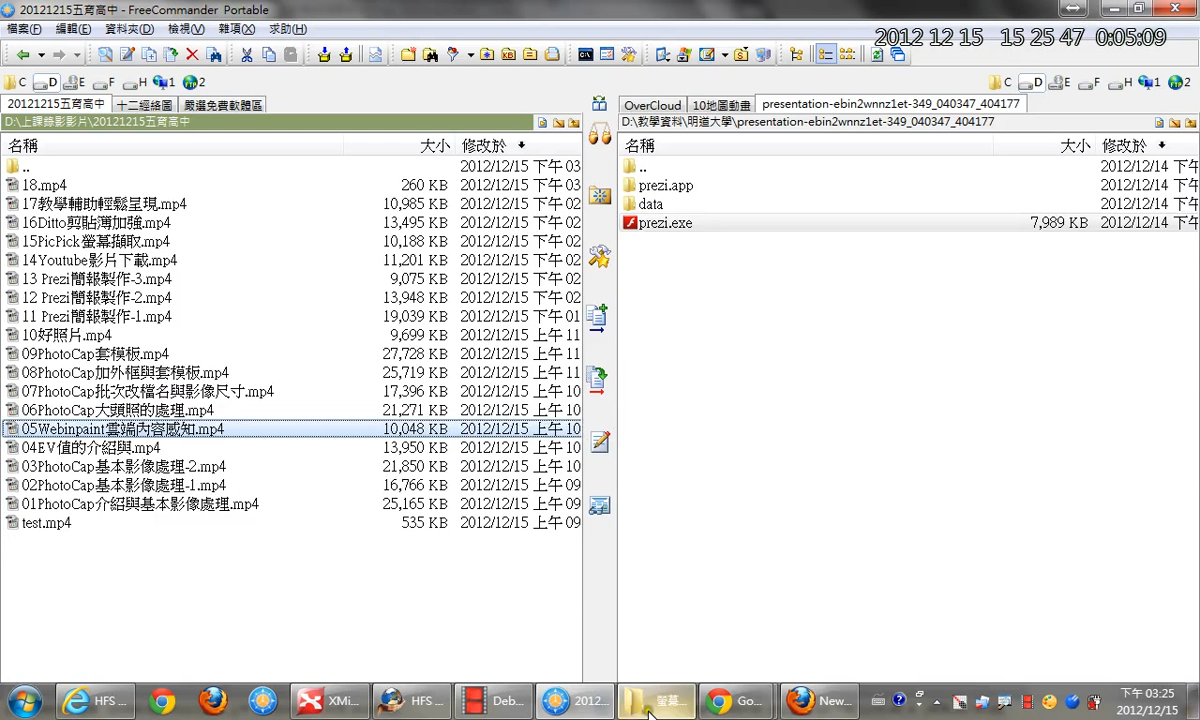 20121215五育高中 - FreeCommander Portable
檔案(F) 編輯(E) 資料夾(D) 檢視(V) 雜項(X) 求助(H)
2012 12 15 15 25 47 0:05:09
C D E F H 1 2
C D E F H 1 2
20121215五育高中 十二經絡圖 嚴選免費軟體區
OverCloud 10地圖動畫 presentation-ebin2wnnz1et-349_040347_404177
D:\上課錄影影片\20121215五育高中
D:\教學資料\明道大學\presentation-ebin2wnnz1et-349_040347_404177
名稱 大小 修改於
.. 2012/12/15 下午 03
18.mp4 260 KB 2012/12/15 下午 03
17教學輔助輕鬆呈現.mp4 10,985 KB 2012/12/15 下午 02
16Ditto剪貼薄加強.mp4 13,495 KB 2012/12/15 下午 02
15PicPick螢幕擷取.mp4 10,188 KB 2012/12/15 下午 02
14Youtube影片下載.mp4 11,201 KB 2012/12/15 下午 02
13 Prezi簡報製作-3.mp4 9,075 KB 2012/12/15 下午 02
12 Prezi簡報製作-2.mp4 13,948 KB 2012/12/15 下午 02
11 Prezi簡報製作-1.mp4 19,039 KB 2012/12/15 下午 01
10好照片.mp4 9,699 KB 2012/12/15 上午 11
09PhotoCap套模板.mp4 27,728 KB 2012/12/15 上午 11
08PhotoCap加外框與套模板.mp4 25,719 KB 2012/12/15 上午 11
07PhotoCap批次改檔名與影像尺寸.mp4 17,396 KB 2012/12/15 上午 10
06PhotoCap大頭照的處理.mp4 21,271 KB 2012/12/15 上午 10
05Webinpaint雲端內容感知.mp4 10,048 KB 2012/12/15 上午 10
04EV值的介紹與.mp4 13,950 KB 2012/12/15 上午 10
03PhotoCap基本影像處理-2.mp4 21,850 KB 2012/12/15 上午 10
02PhotoCap基本影像處理-1.mp4 16,766 KB 2012/12/15 上午 09
01PhotoCap介紹與基本影像處理.mp4 25,165 KB 2012/12/15 上午 09
test.mp4 535 KB 2012/12/15 上午 09
名稱 大小 修改於
.. 2012/12/14 下午
prezi.app 2012/12/14 下午
data 2012/12/14 下午
prezi.exe 7,989 KB 2012/12/14 下午
HFS ... XMi... HFS ... Deb... 2012... Go... New...
下午 03:25
2012/12/15